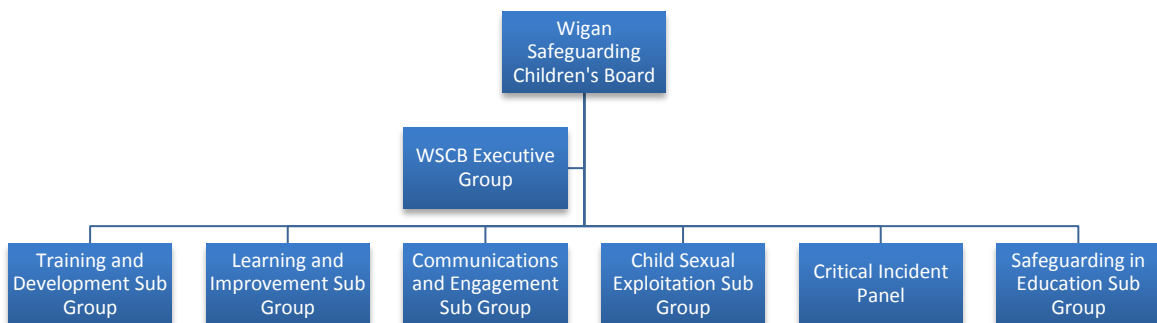 Wigan
Safeguarding
Children's Board
WSCB Executive
Group
Training and
Development Sub
Group
Learning and
Improvement Sub
Group
Communications
and Engagement
Sub Group
Child Sexual
Exploitation Sub
Group
Critical Incident
Panel
Safeguarding in
Education Sub
Group